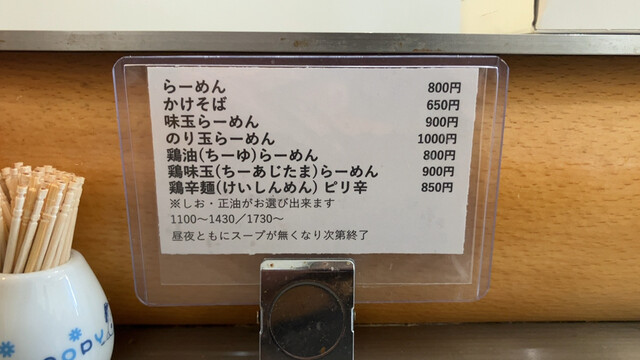 らーめん 800円
かけそば 650円
味玉らーめん 900円
のり玉らーめん 1000円
鶏油(ちーゆ)らーめん 800円
鶏味玉(ちーあじたま)らーめん 900円
鶏辛麺(けいしんめん) ピリ辛 850円
※しお・正油がお選び出来ます
1100～1430／1730～
昼夜ともにスープが無くなり次第終了